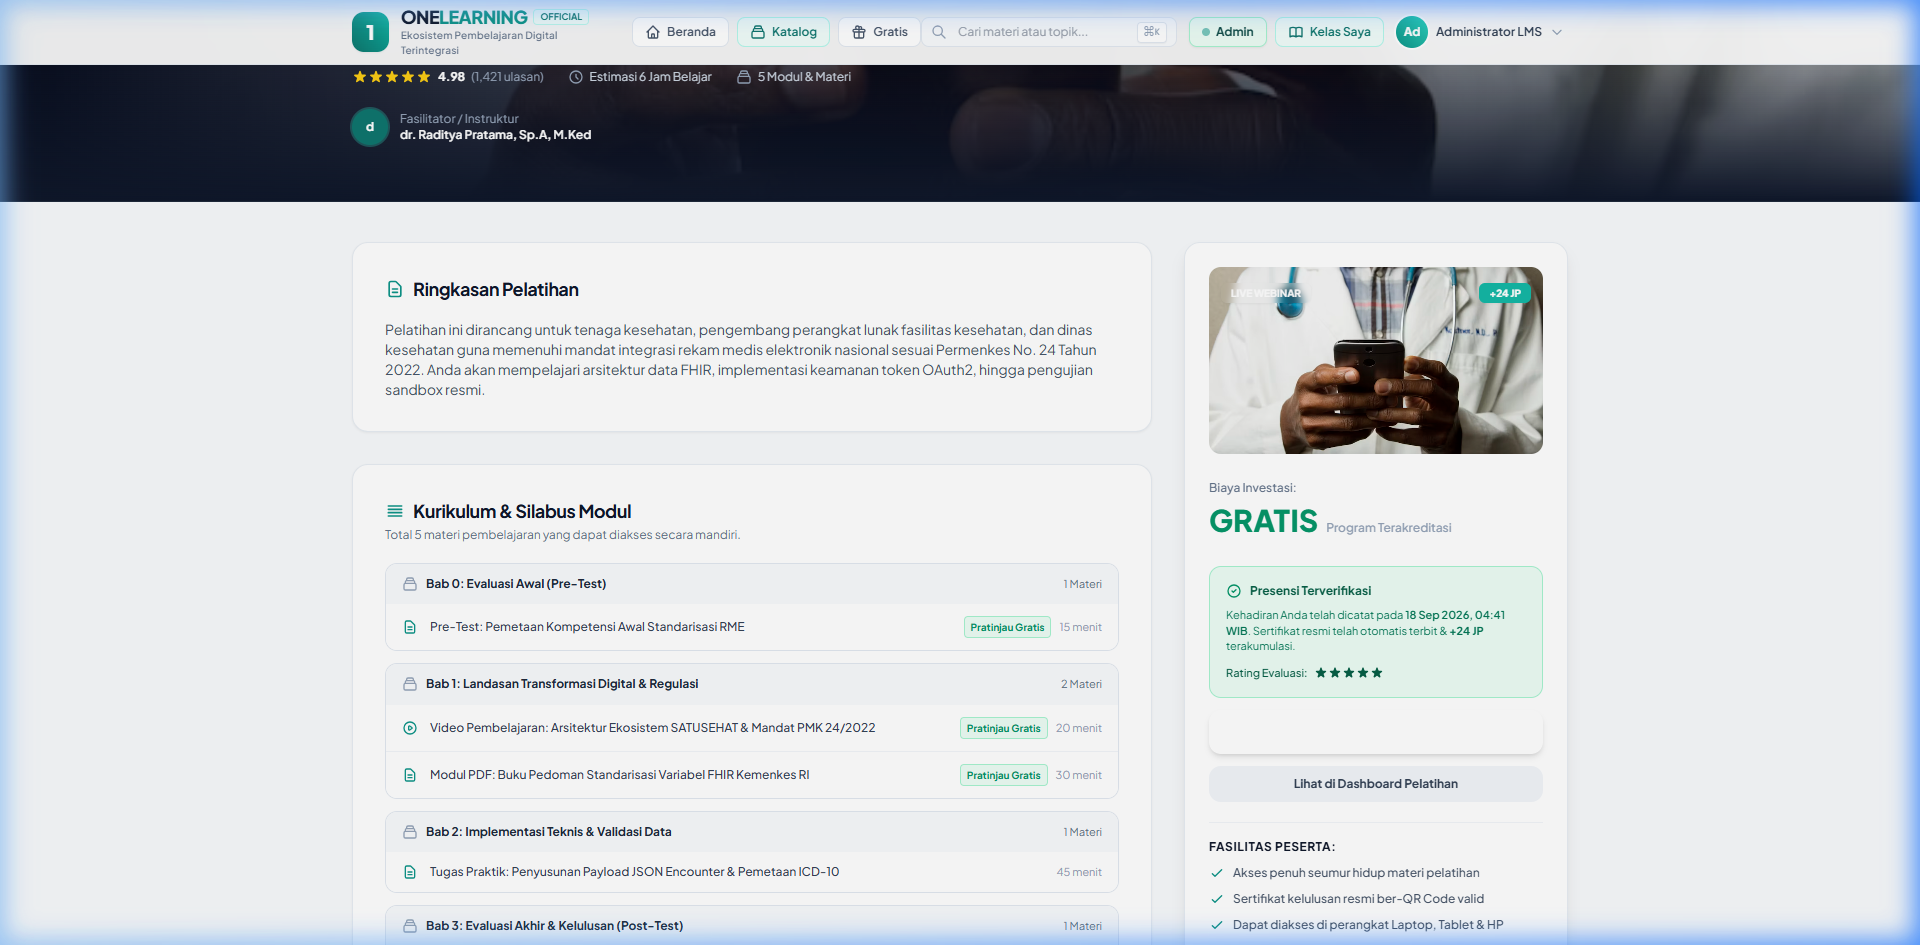 1
ONELEARNING OFFICIAL
Ekosistem Pembelajaran Digital
Terintegrasi
Beranda
Katalog
Gratis
Cari materi atau topik...
⌘K
Admin
Kelas Saya
Ad
Administrator LMS
4.98 (1,421 ulasan)
Estimasi 6 Jam Belajar
5 Modul & Materi
d
Fasilitator / Instruktur
dr. Raditya Pratama, Sp.A, M.Ked
Ringkasan Pelatihan
Pelatihan ini dirancang untuk tenaga kesehatan, pengembang perangkat lunak fasilitas kesehatan, dan dinas
kesehatan guna memenuhi mandat integrasi rekam medis elektronik nasional sesuai Permenkes No. 24 Tahun
2022. Anda akan mempelajari arsitektur data FHIR, implementasi keamanan token OAuth2, hingga pengujian
sandbox resmi.
Kurikulum & Silabus Modul
Total 5 materi pembelajaran yang dapat diakses secara mandiri.
Bab 0: Evaluasi Awal (Pre-Test)
1 Materi
Pre-Test: Pemetaan Kompetensi Awal Standarisasi RME
Pratinjau Gratis
15 menit
Bab 1: Landasan Transformasi Digital & Regulasi
2 Materi
Video Pembelajaran: Arsitektur Ekosistem SATUSEHAT & Mandat PMK 24/2022
Pratinjau Gratis
20 menit
Modul PDF: Buku Pedoman Standarisasi Variabel FHIR Kemenkes RI
Pratinjau Gratis
30 menit
Bab 2: Implementasi Teknis & Validasi Data
1 Materi
Tugas Praktik: Penyusunan Payload JSON Encounter & Pemetaan ICD-10
45 menit
Bab 3: Evaluasi Akhir & Kelulusan (Post-Test)
1 Materi
LIVE WEBINAR
+24 JP
Biaya Investasi:
GRATIS Program Terakreditasi
Presensi Terverifikasi
Kehadiran Anda telah dicatat pada 18 Sep 2026, 04:41
WIB. Sertifikat resmi telah otomatis terbit & +24 JP
terakumulasi.
Rating Evaluasi: ★★★★★
Lihat di Dashboard Pelatihan
FASILITAS PESERTA:
Akses penuh seumur hidup materi pelatihan
Sertifikat kelulusan resmi ber-QR Code valid
Dapat diakses di perangkat Laptop, Tablet & HP